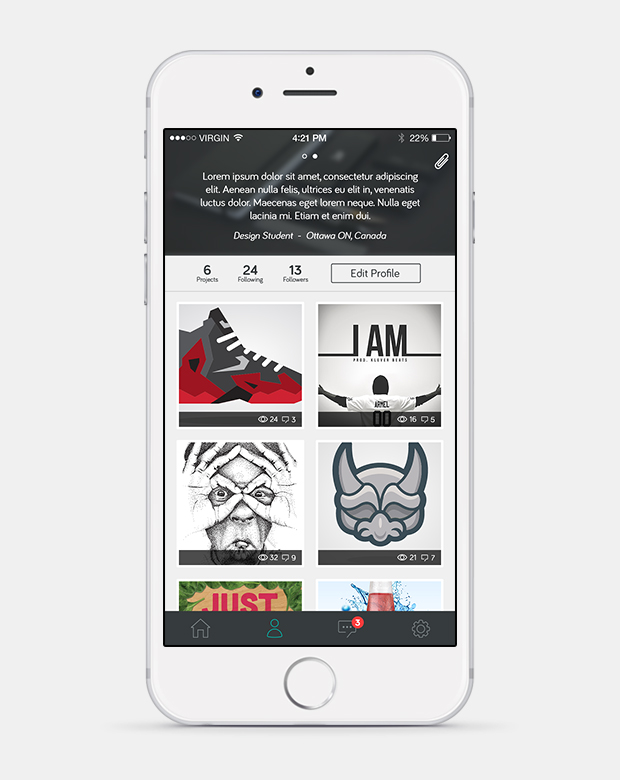 VIRGIN 4:21 PM 22%
Lorem ipsum dolor sit amet, consectetur adipiscing
elit. Aenean nulla felis, ultrices eu elit in, venenatis
luctus dolor. Maecenas eget lorem neque. Nulla eget
lacinia mi. Etiam et enim dui.
Design Student - Ottawa ON, Canada
6 24 13 Edit Profile
Projects Following Followers
I AM
PROD. KLOVER BEATS
ARMEL
00
24 3
16 5
32 9
21 7
JUST
3